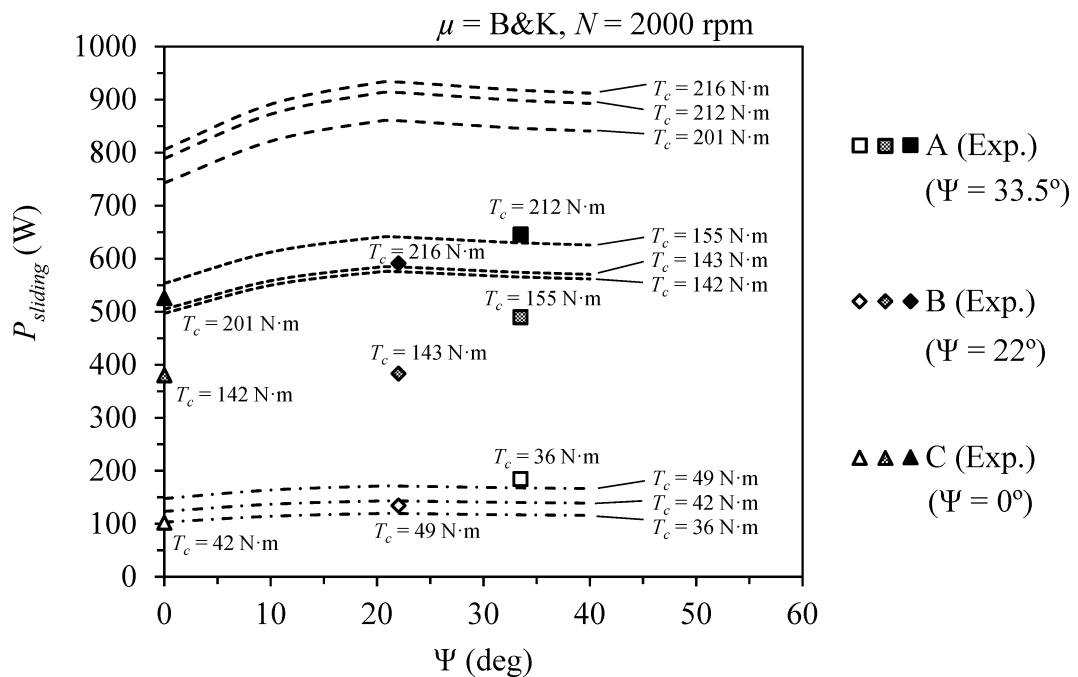 μ = B&K, N = 2000 rpm
1000
900
800
700
600
500
400
300
200
100
0
P_sliding (W)
0 10 20 30 40 50 60
Ψ (deg)
T_c = 216 N·m
T_c = 212 N·m
T_c = 201 N·m
T_c = 155 N·m
T_c = 143 N·m
T_c = 142 N·m
T_c = 49 N·m
T_c = 42 N·m
T_c = 36 N·m
T_c = 212 N·m
T_c = 216 N·m
T_c = 155 N·m
T_c = 201 N·m
T_c = 143 N·m
T_c = 142 N·m
T_c = 36 N·m
T_c = 49 N·m
T_c = 42 N·m
A (Exp.)
(Ψ = 33.5º)
B (Exp.)
(Ψ = 22º)
C (Exp.)
(Ψ = 0º)